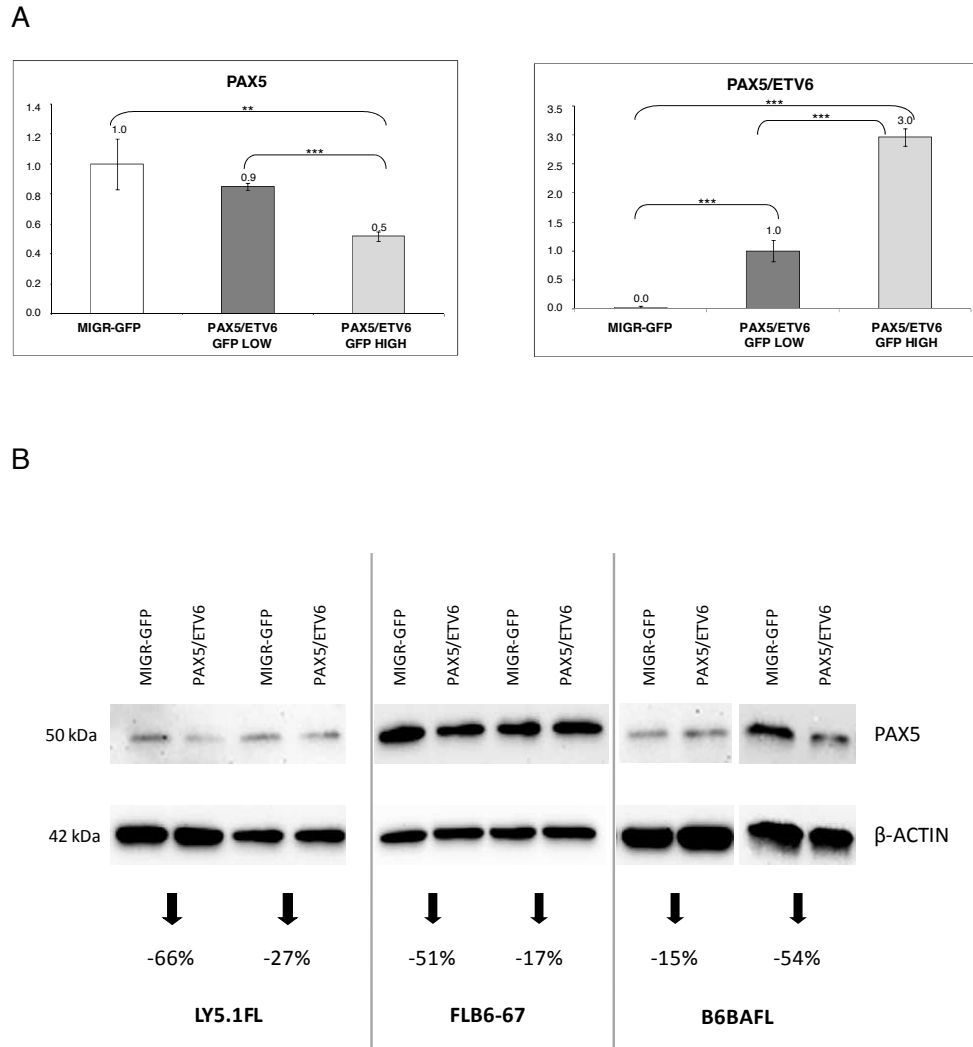 A
PAX5
1.4
1.2
1.0
0.8
0.6
0.4
0.2
0.0
**
***
1.0
0.9
0.5
MIGR-GFP
PAX5/ETV6
GFP LOW
PAX5/ETV6
GFP HIGH
PAX5/ETV6
3.5
3.0
2.5
2.0
1.5
1.0
0.5
0.0
***
***
***
3.0
1.0
0.0
MIGR-GFP
PAX5/ETV6
GFP LOW
PAX5/ETV6
GFP HIGH
B
MIGR-GFP
PAX5/ETV6
MIGR-GFP
PAX5/ETV6
MIGR-GFP
PAX5/ETV6
MIGR-GFP
PAX5/ETV6
MIGR-GFP
PAX5/ETV6
MIGR-GFP
PAX5/ETV6
50 kDa
PAX5
42 kDa
β-ACTIN
-66% -27% -51% -17% -15% -54%
LY5.1FL FLB6-67 B6BAFL